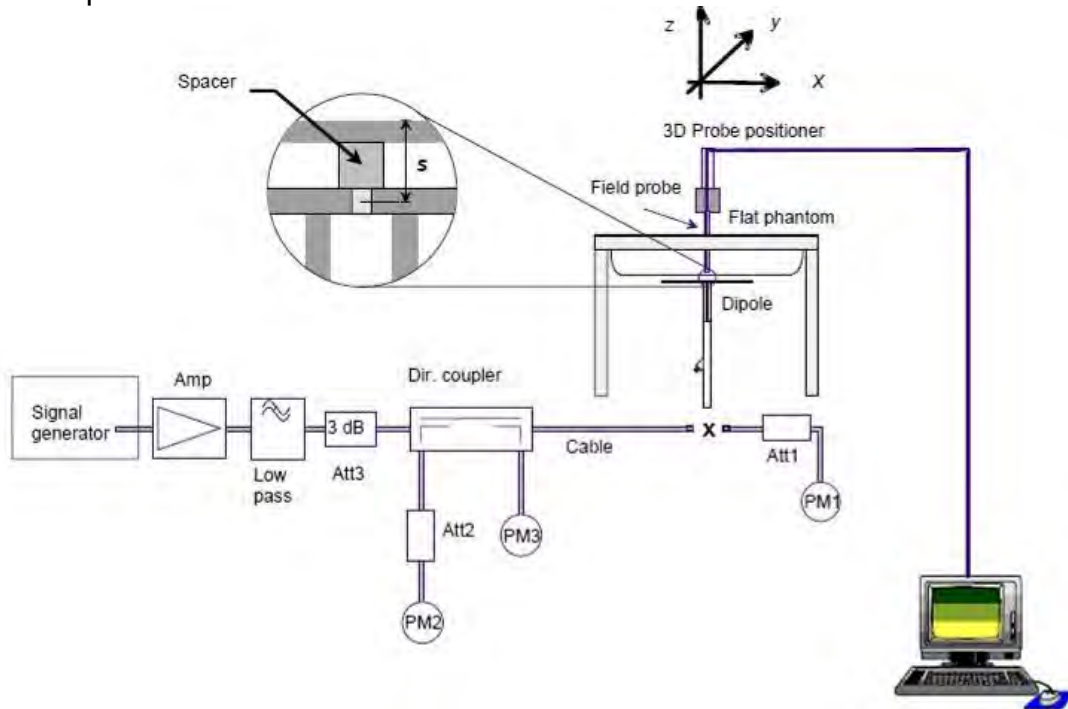 z
y
X
Spacer
s
3D Probe positioner
Field probe
Flat phantom
Dipole
Dir. coupler
Amp
Signal
generator
3 dB
Low
pass
Att3
Cable
x
Att1
PM1
Att2
PM3
PM2